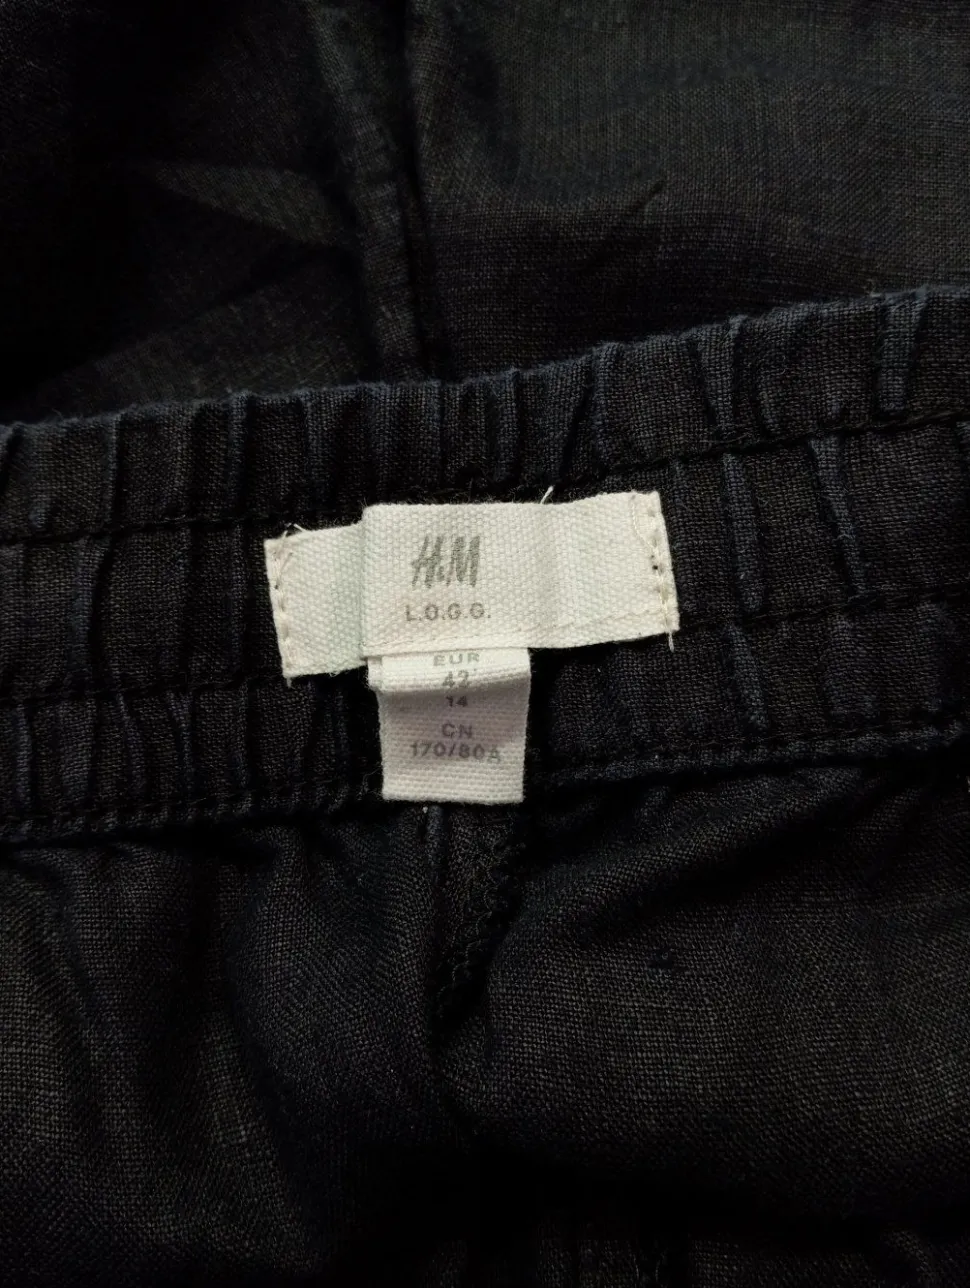 H&M
L.O.G.G.
EUR
42
14
CN
170/80A